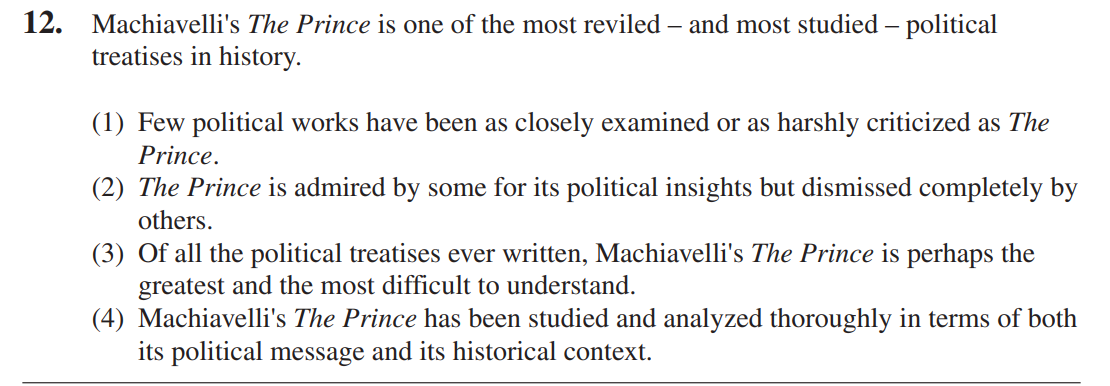 12. Machiavelli's The Prince is one of the most reviled – and most studied – political
treatises in history.
(1) Few political works have been as closely examined or as harshly criticized as The
Prince.
(2) The Prince is admired by some for its political insights but dismissed completely by
others.
(3) Of all the political treatises ever written, Machiavelli's The Prince is perhaps the
greatest and the most difficult to understand.
(4) Machiavelli's The Prince has been studied and analyzed thoroughly in terms of both
its political message and its historical context.